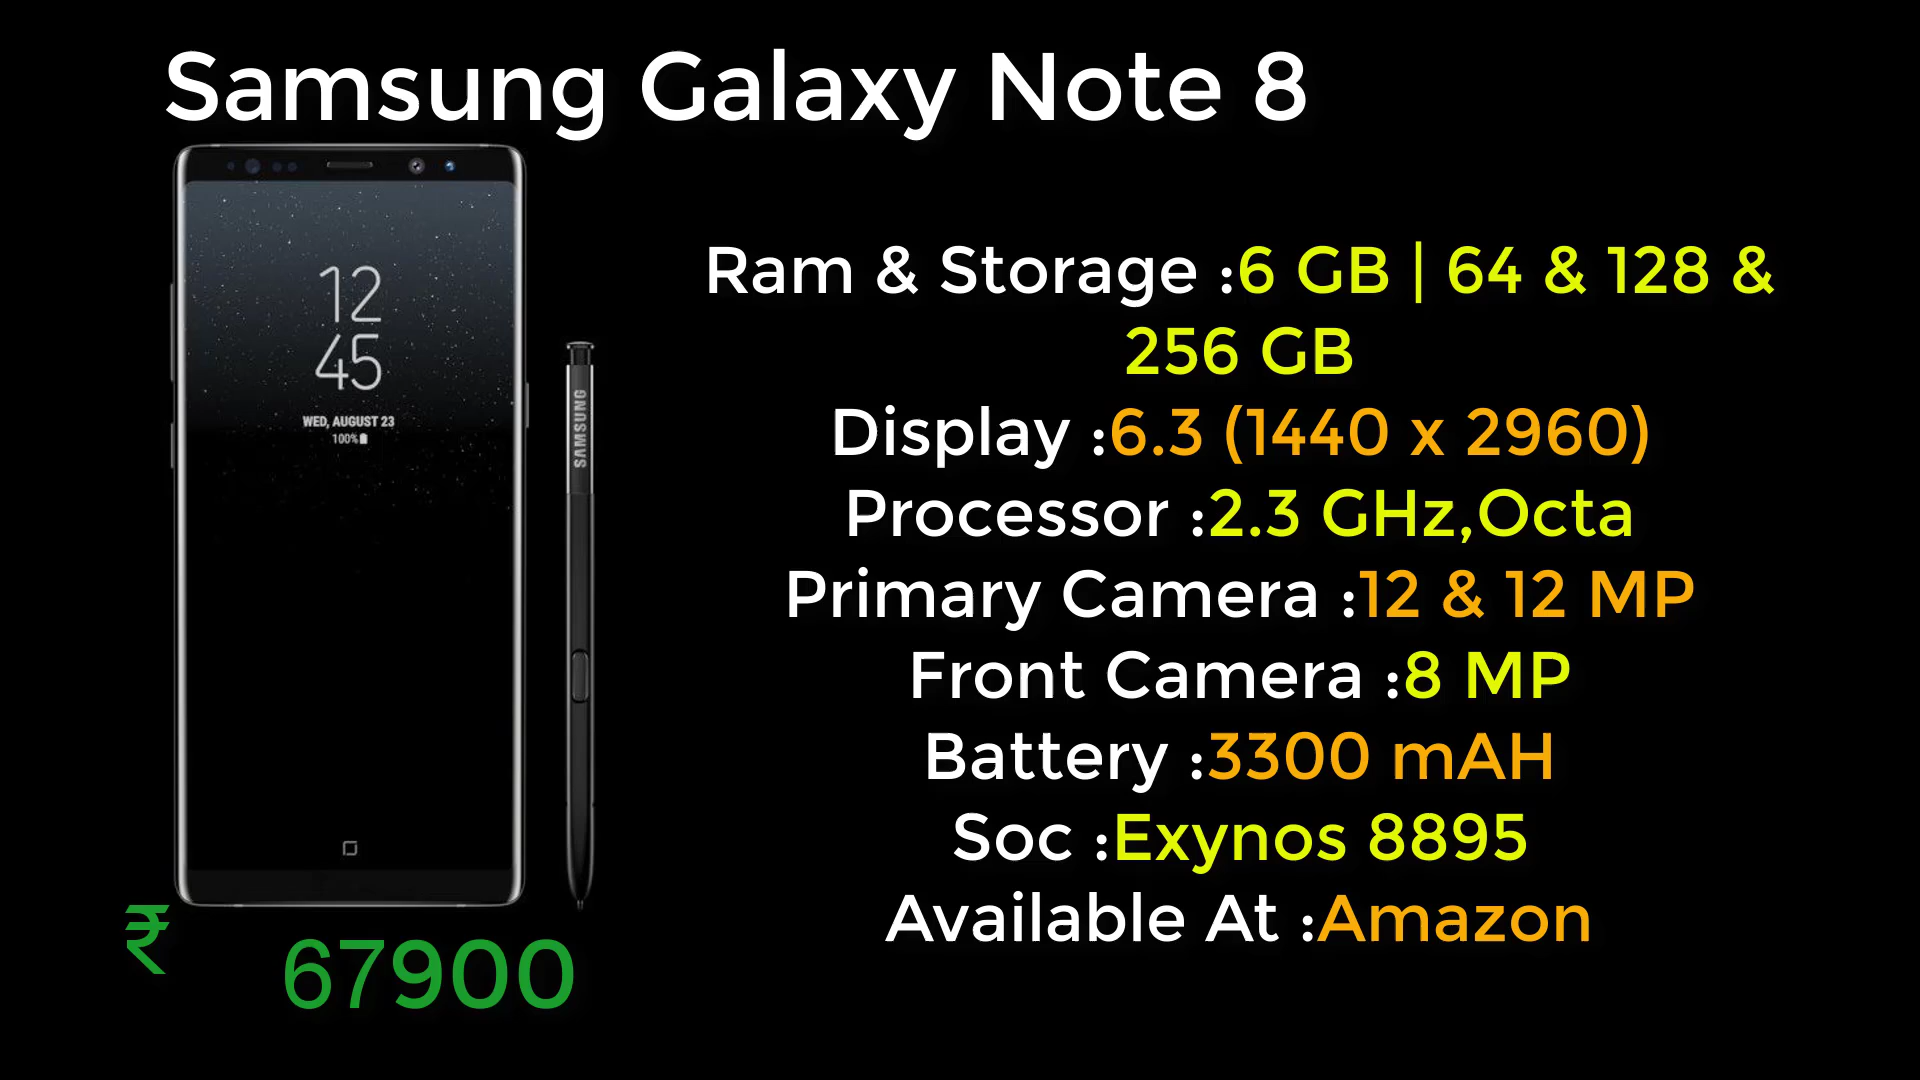 Samsung Galaxy Note 8
12
45
WED, AUGUST 23
100%
SAMSUNG
Ram & Storage :6 GB | 64 & 128 &
256 GB
Display :6.3 (1440 x 2960)
Processor :2.3 GHz,Octa
Primary Camera :12 & 12 MP
Front Camera :8 MP
Battery :3300 mAH
Soc :Exynos 8895
Available At :Amazon
₹ 67900